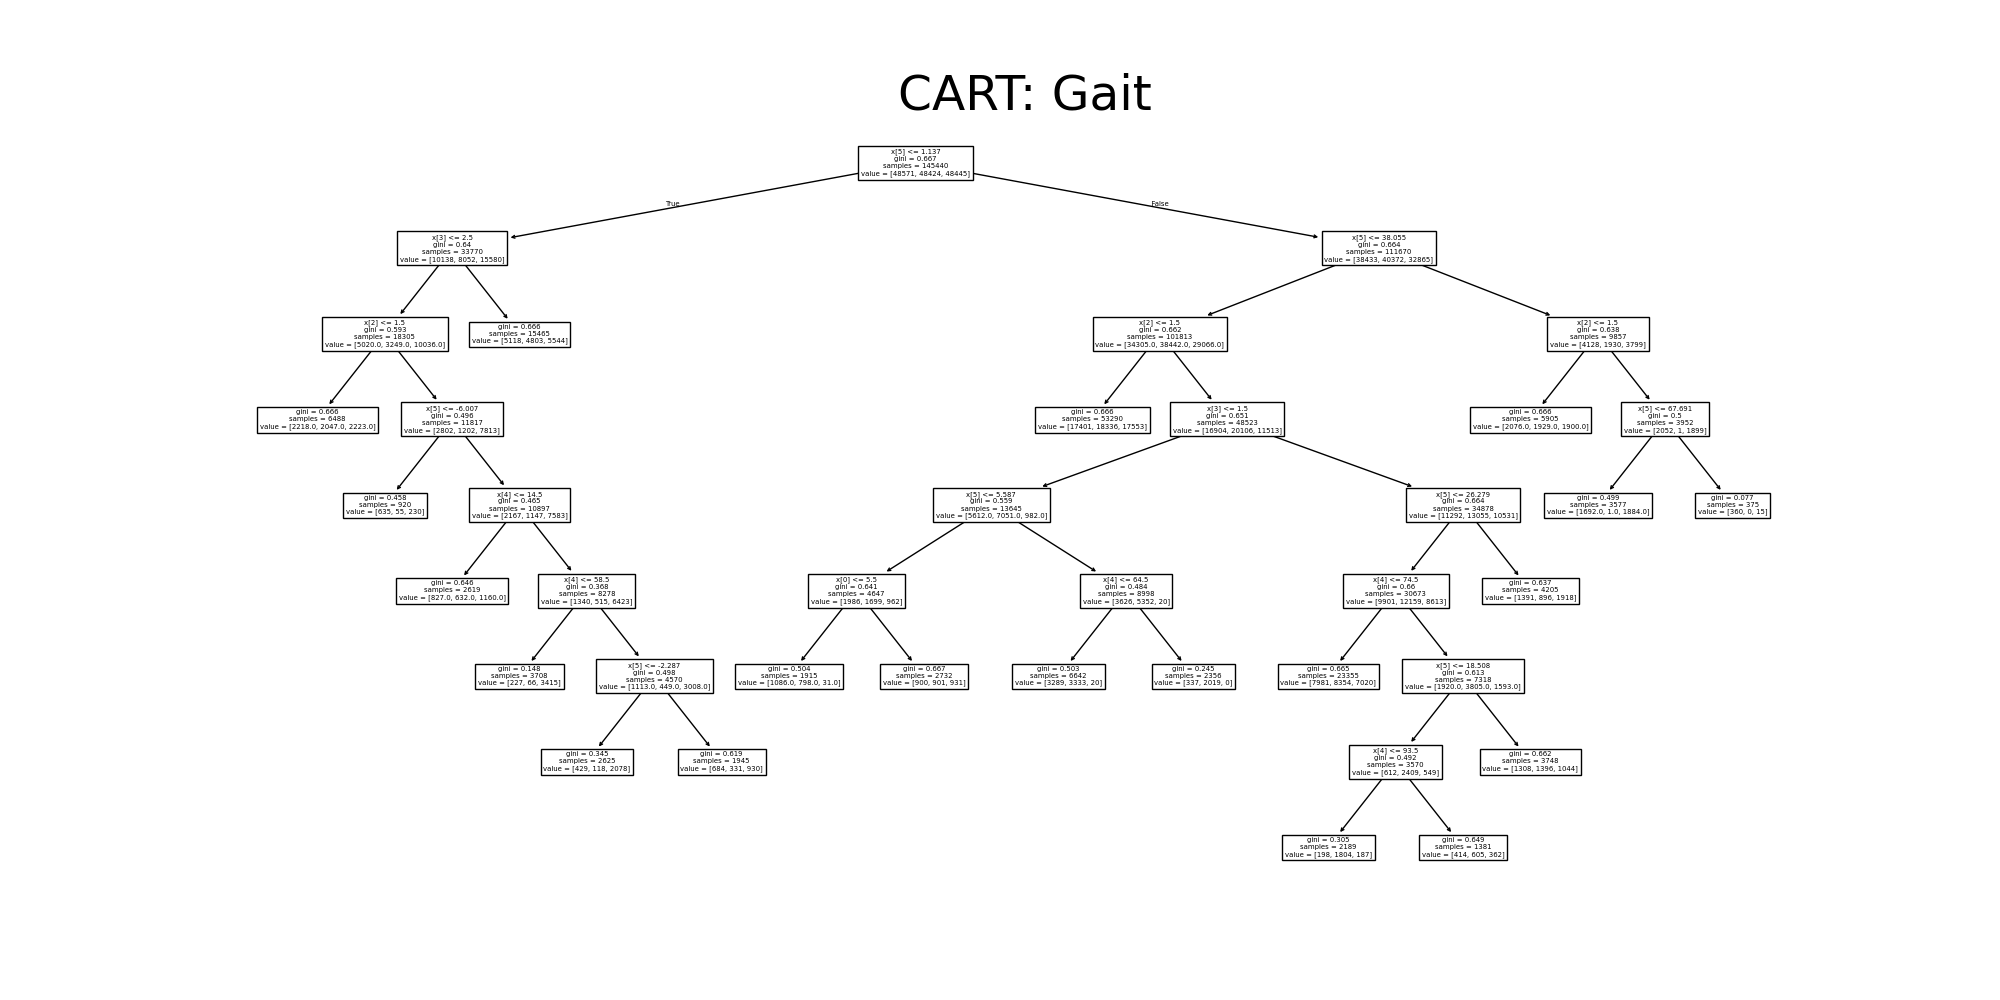 CART: Gait
x[5] <= 1.137
gini = 0.667
samples = 145440
value = [48571, 48424, 48445]
True
False
x[3] <= 2.5
gini = 0.64
samples = 33770
value = [10138, 8052, 15580]
x[5] <= 38.055
gini = 0.664
samples = 111670
value = [38433, 40372, 32865]
x[2] <= 1.5
gini = 0.593
samples = 18305
value = [5020.0, 3249.0, 10036.0]
gini = 0.666
samples = 15465
value = [5118, 4803, 5544]
x[2] <= 1.5
gini = 0.662
samples = 101813
value = [34305.0, 38442.0, 29066.0]
x[2] <= 1.5
gini = 0.638
samples = 9857
value = [4128, 1930, 3799]
gini = 0.666
samples = 6488
value = [2218.0, 2047.0, 2223.0]
x[5] <= -6.007
gini = 0.496
samples = 11817
value = [2802, 1202, 7813]
gini = 0.666
samples = 53290
value = [17401, 18336, 17553]
x[3] <= 1.5
gini = 0.651
samples = 48523
value = [16904, 20106, 11513]
gini = 0.666
samples = 5905
value = [2076.0, 1929.0, 1900.0]
x[5] <= 67.691
gini = 0.5
samples = 3952
value = [2052, 1, 1899]
gini = 0.458
samples = 920
value = [635, 55, 230]
x[4] <= 14.5
gini = 0.465
samples = 10897
value = [2167, 1147, 7583]
x[5] <= 5.587
gini = 0.559
samples = 13645
value = [5612.0, 7051.0, 982.0]
x[5] <= 26.279
gini = 0.664
samples = 34878
value = [11292, 13055, 10531]
gini = 0.499
samples = 3577
value = [1692.0, 1.0, 1884.0]
gini = 0.077
samples = 375
value = [360, 0, 15]
gini = 0.646
samples = 2619
value = [827.0, 632.0, 1160.0]
x[4] <= 58.5
gini = 0.368
samples = 8278
value = [1340, 515, 6423]
x[0] <= 5.5
gini = 0.641
samples = 4647
value = [1986, 1699, 962]
x[4] <= 64.5
gini = 0.484
samples = 8998
value = [3626, 5352, 20]
x[4] <= 74.5
gini = 0.66
samples = 30673
value = [9901, 12159, 8613]
gini = 0.637
samples = 4205
value = [1391, 896, 1918]
gini = 0.148
samples = 3708
value = [227, 66, 3415]
x[5] <= -2.287
gini = 0.498
samples = 4570
value = [1113.0, 449.0, 3008.0]
gini = 0.504
samples = 1915
value = [1086.0, 798.0, 31.0]
gini = 0.667
samples = 2732
value = [900, 901, 931]
gini = 0.503
samples = 6642
value = [3289, 3333, 20]
gini = 0.245
samples = 2356
value = [337, 2019, 0]
gini = 0.665
samples = 23355
value = [7981, 8354, 7020]
x[5] <= 18.508
gini = 0.613
samples = 7318
value = [1920.0, 3805.0, 1593.0]
gini = 0.345
samples = 2625
value = [429, 118, 2078]
gini = 0.619
samples = 1945
value = [684, 331, 930]
x[4] <= 93.5
gini = 0.492
samples = 3570
value = [612, 2409, 549]
gini = 0.662
samples = 3748
value = [1308, 1396, 1044]
gini = 0.305
samples = 2189
value = [198, 1804, 187]
gini = 0.649
samples = 1381
value = [414, 605, 362]